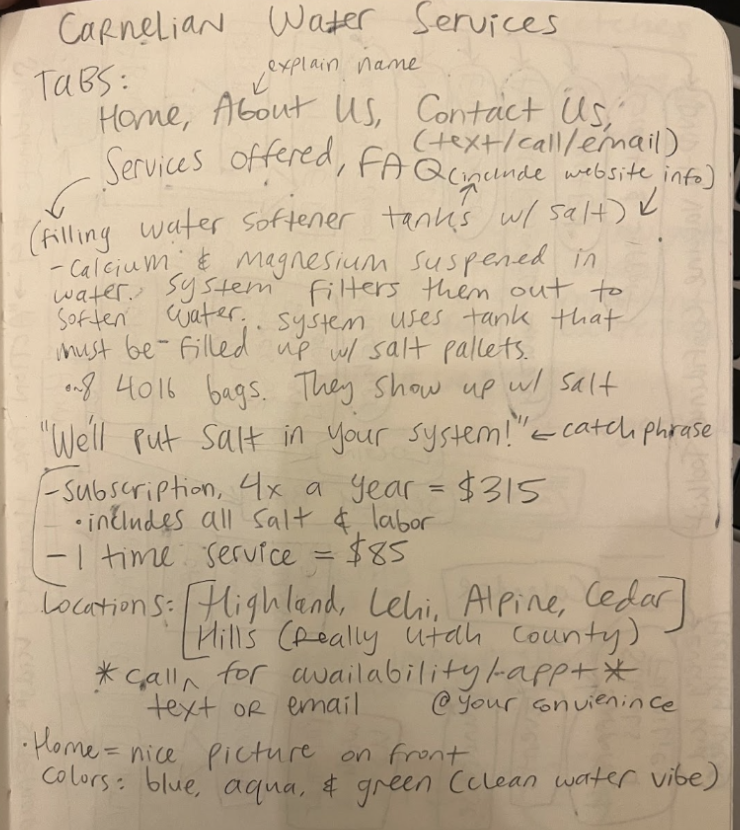 Carnelian Water Services
explain name
TABS:
Home, About Us, Contact Us,
(text/call/email)
Services offered, FAQ (include website info)
(filling water softener tanks w/ salt)
- Calcium & magnesium suspened in
water. system filters them out to
soften water. system uses tank that
must be filled up w/ salt pallets.
8 40lb bags. They show up w/ salt
"We'll put salt in your system!" ← catch phrase
- subscription, 4x a year = $315
• includes all salt & labor
- 1 time service = $85
Locations: [Highland, Lehi, Alpine, Cedar
Hills (really utah county)]
* call for availability/appt *
text or email @ your convienince
• Home = nice picture on front
colors: blue, aqua, & green (clean water vibe)